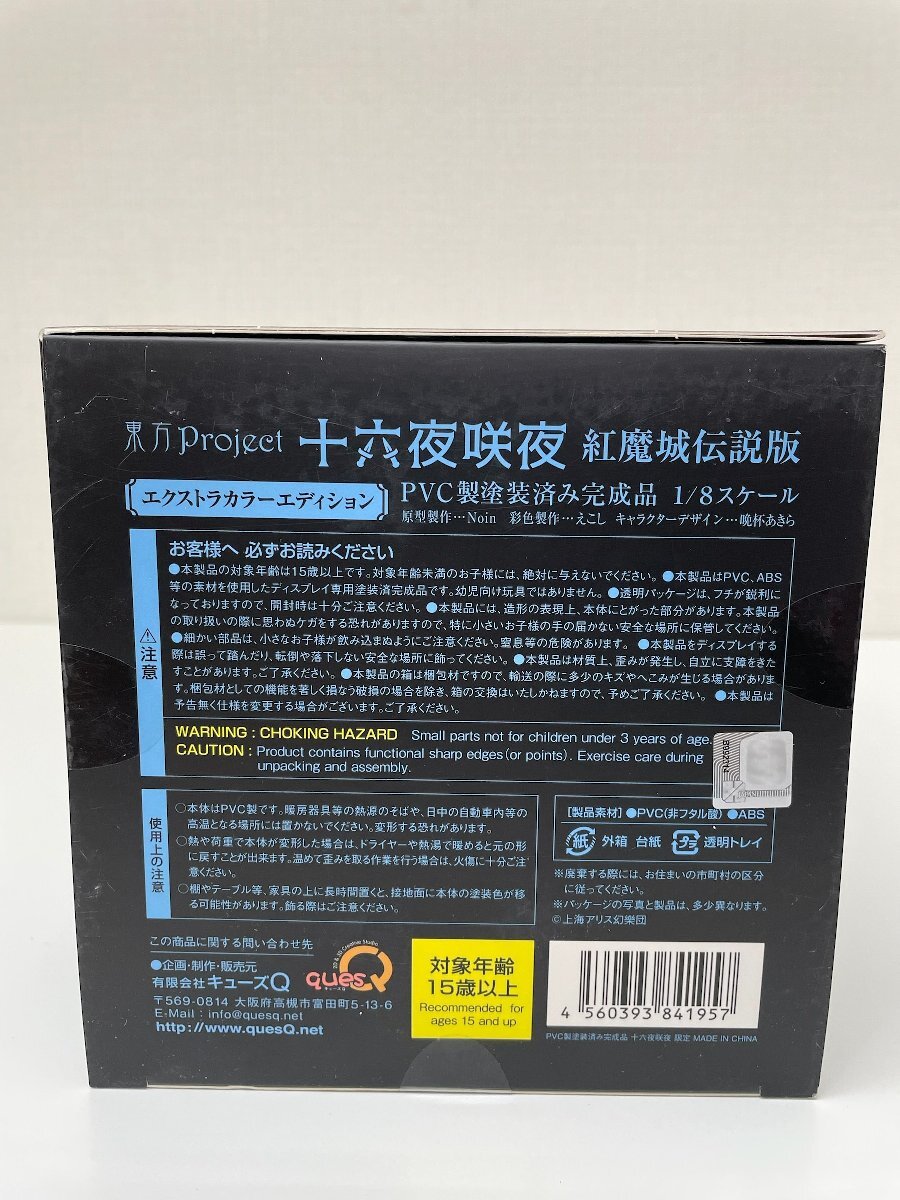 東方Project 十六夜咲夜 紅魔城伝説版
エクストラカラーエディション PVC製塗装済み完成品 1/8スケール
原型製作…Noin 彩色製作…えこし キャラクターデザイン…晩杯あきら
⚠注意
お客様へ 必ずお読みください
●本製品の対象年齢は15歳以上です。対象年齢未満のお子様には、絶対に与えないでください。 ●本製品はPVC、ABS
等の素材を使用したディスプレイ専用塗装済完成品です。幼児向け玩具ではありません。 ●透明パッケージは、フチが鋭利に
なっておりますので、開封時は十分ご注意ください。 ●本製品には、造形の表現上、本体にとがった部分があります。本製品
の取り扱いの際に思わぬケガをする恐れがありますので、特に小さいお子様の手の届かない安全な場所に保管してください。
●細かい部品は、小さなお子様が飲み込まぬようにご注意ください。窒息等の危険があります。 ●本製品をディスプレイする
際は誤って踏んだり、転倒や落下しない安全な場所に飾ってください。 ●本製品は材質上、歪みが発生し、自立に支障をきた
すことがあります。ご了承ください。 ●本製品の箱は梱包材ですので、輸送の際に多少のキズやへこみが生じる場合がありま
す。梱包材としての機能を著しく損なう破損の場合を除き、箱の交換はいたしかねますので、予めご了承ください。 ●本製品は
予告無く仕様を変更する場合がございます。ご了承ください。
WARNING : CHOKING HAZARD Small parts not for children under 3 years of age.
CAUTION : Product contains functional sharp edges (or points). Exercise care during
unpacking and assembly.
使用上の注意
○本体はPVC製です。暖房器具等の熱源のそばや、日中の自動車内等の
高温となる場所には置かないでください。変形する恐れがあります。
○熱や荷重で本体が変形した場合は、ドライヤーや熱湯で暖めると元の形
に戻すことが出来ます。温めて歪みを取る作業を行う場合は、火傷に十分ご注
意ください。
○棚やテーブル等、家具の上に長時間置くと、接地面に本体の塗装色が移
る可能性があります。飾る際はご注意ください。
[製品素材] ●PVC(非フタル酸) ●ABS
紙 外箱 台紙 プラ 透明トレイ
※廃棄する際には、お住まいの市町村の区分
に従ってください。
※パッケージの写真と製品は、多少異なります。
©上海アリス幻樂団
この商品に関する問い合わせ先
●企画・制作・販売元
有限会社キューズQ
〒569-0814 大阪府高槻市富田町5-13-6
E-Mail : info@quesq.net
http://www.quesQ.net
2D & 3D Creative Studio
quesQ
キューズQ
対象年齢
15歳以上
Recommended for
ages 15 and up
4 560393 841957
PVC製塗装済み完成品 十六夜咲夜 限定 MADE IN CHINA